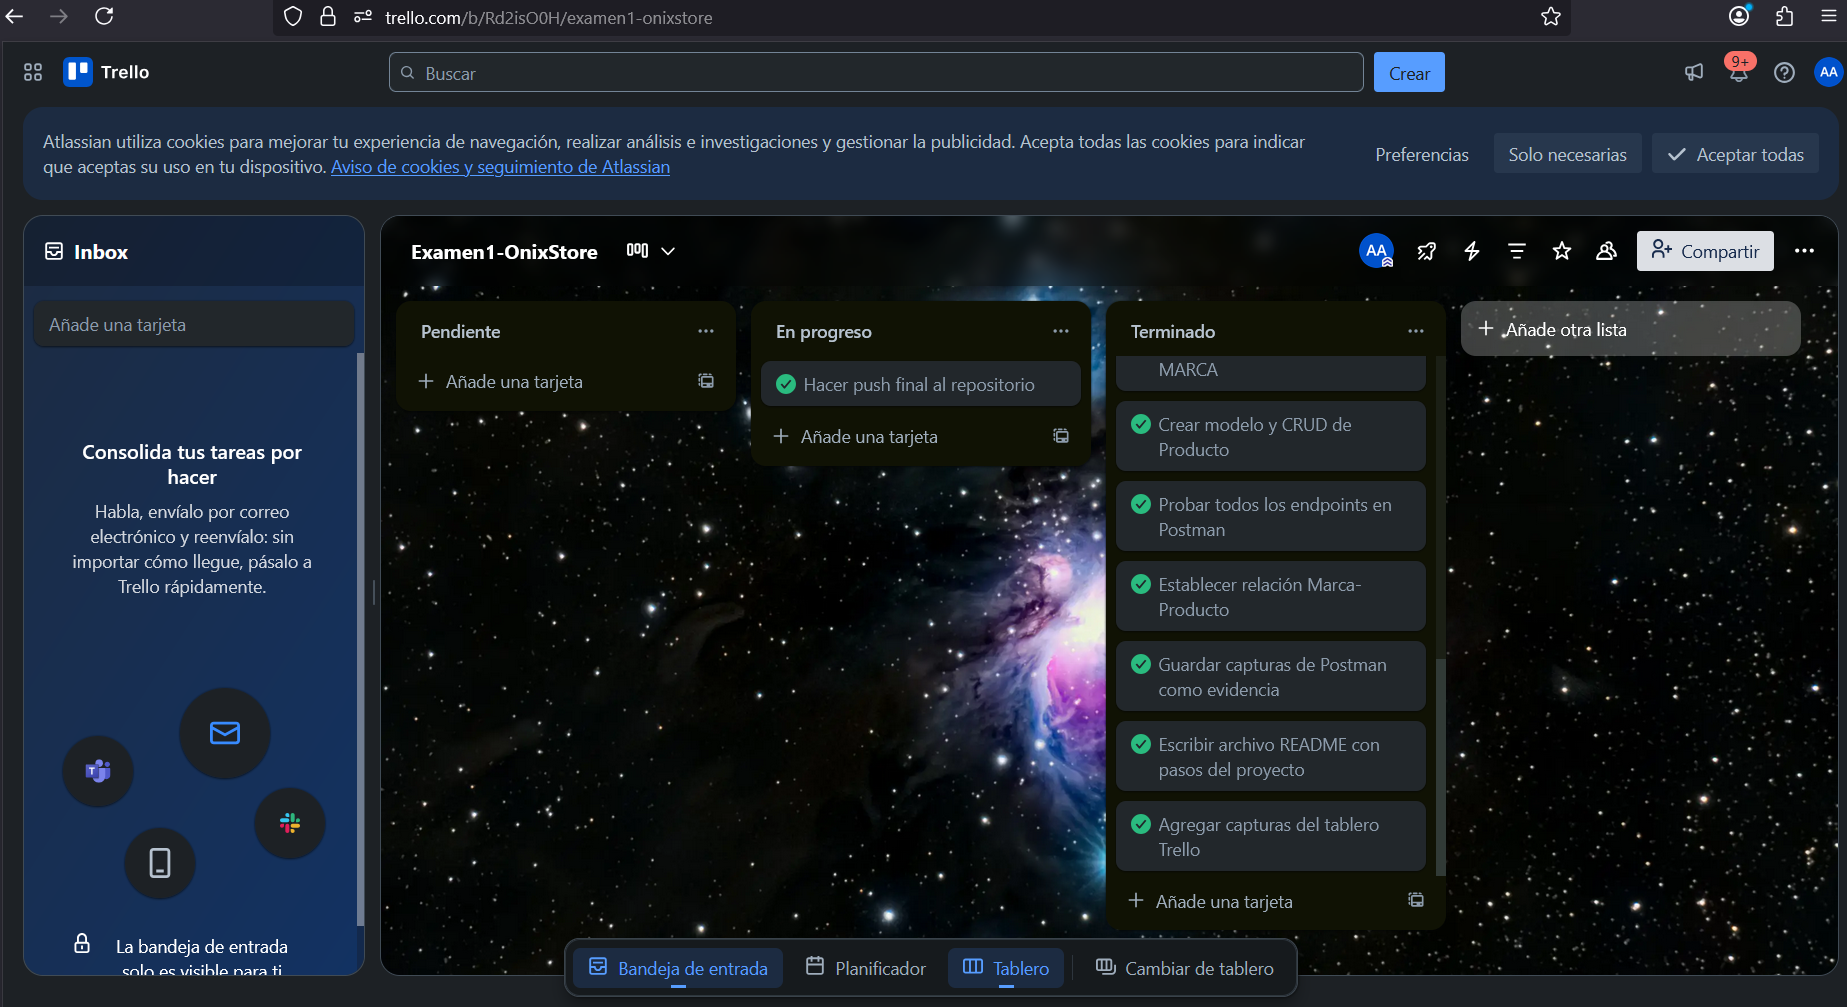 trello.com/b/Rd2isO0H/examen1-onixstore
Trello
Buscar
Crear
9+
AA
Atlassian utiliza cookies para mejorar tu experiencia de navegación, realizar análisis e investigaciones y gestionar la publicidad. Acepta todas las cookies para indicar
que aceptas su uso en tu dispositivo. Aviso de cookies y seguimiento de Atlassian
Preferencias
Solo necesarias
Aceptar todas
Inbox
Añade una tarjeta
Consolida tus tareas por
hacer
Habla, envíalo por correo
electrónico y reenvíalo: sin
importar cómo llegue, pásalo a
Trello rápidamente.
T
La bandeja de entrada
solo es visible para ti
Examen1-OnixStore
AA
Compartir
Pendiente
Añade una tarjeta
En progreso
Hacer push final al repositorio
Añade una tarjeta
Terminado
MARCA
Crear modelo y CRUD de
Producto
Probar todos los endpoints en
Postman
Establecer relación Marca-
Producto
Guardar capturas de Postman
como evidencia
Escribir archivo README con
pasos del proyecto
Agregar capturas del tablero
Trello
Añade una tarjeta
Añade otra lista
Bandeja de entrada
Planificador
Tablero
Cambiar de tablero